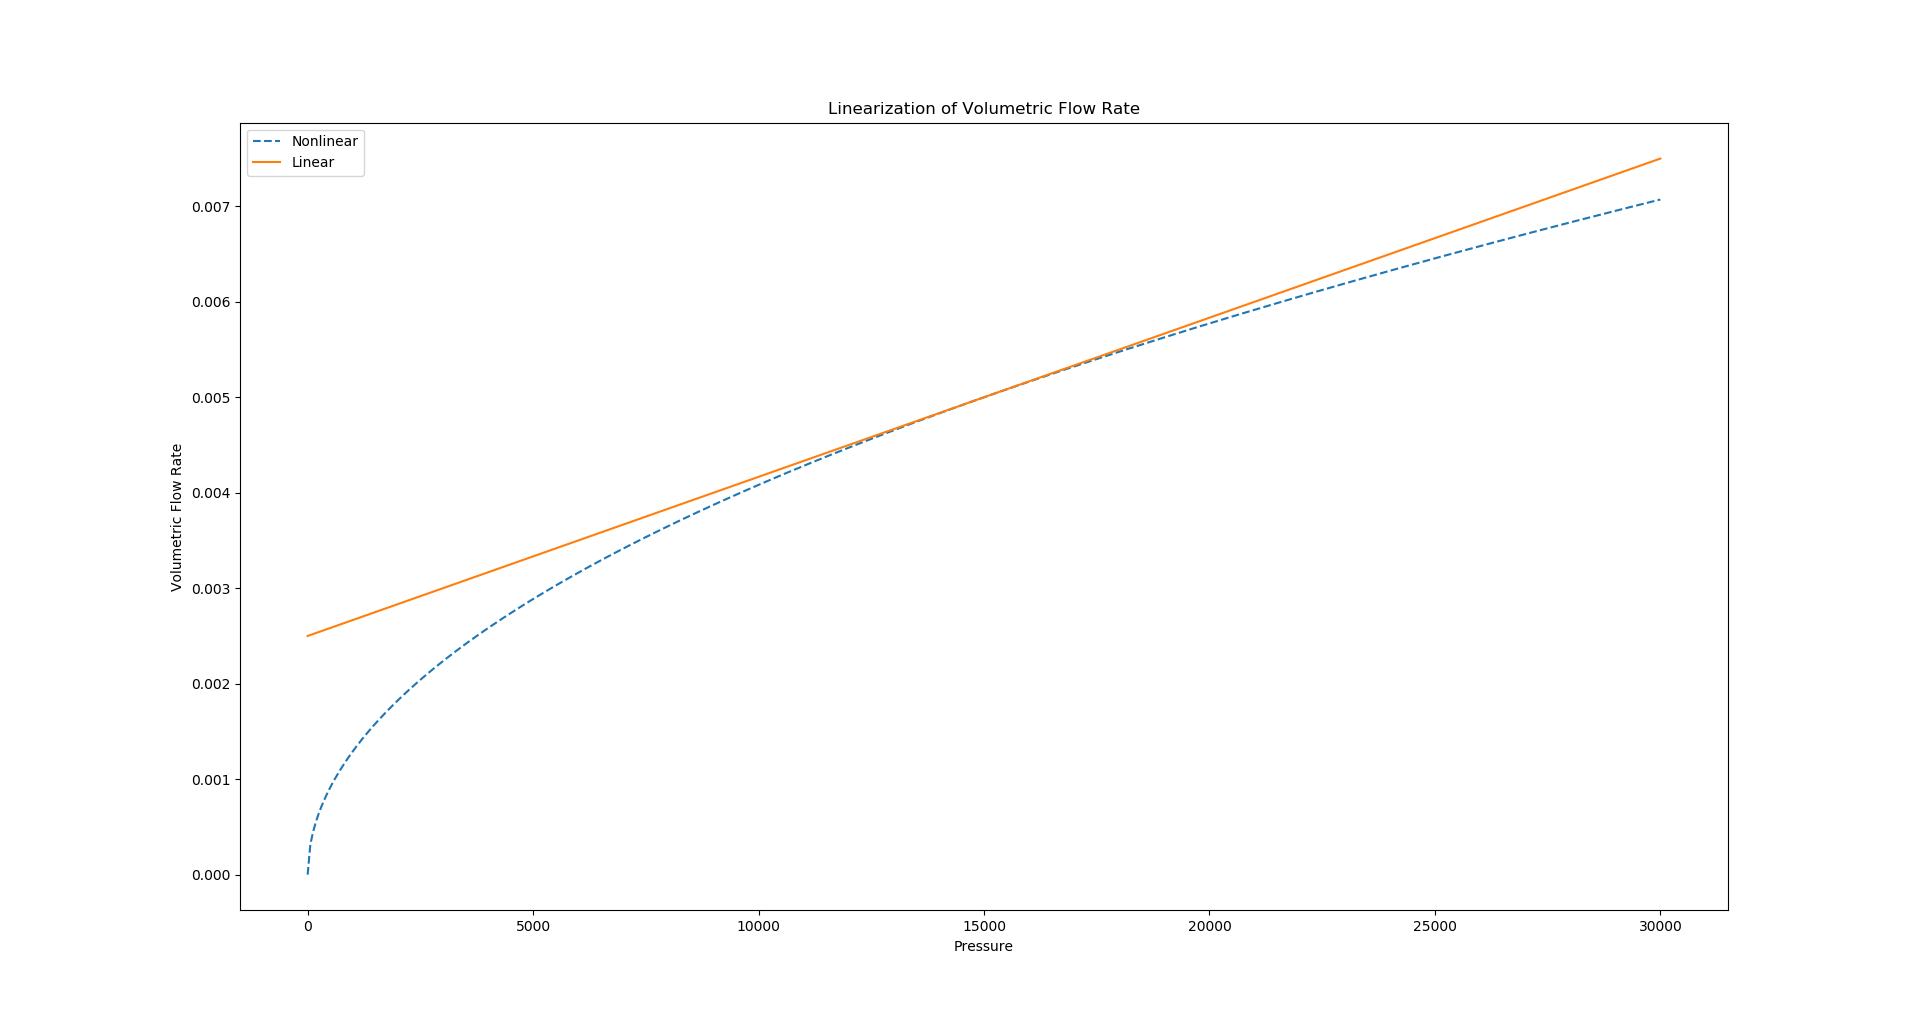 Linearization of Volumetric Flow Rate
Nonlinear
Linear
0.007
0.006
0.005
0.004
0.003
0.002
0.001
0.000
Volumetric Flow Rate
0 5000 10000 15000 20000 25000 30000
Pressure